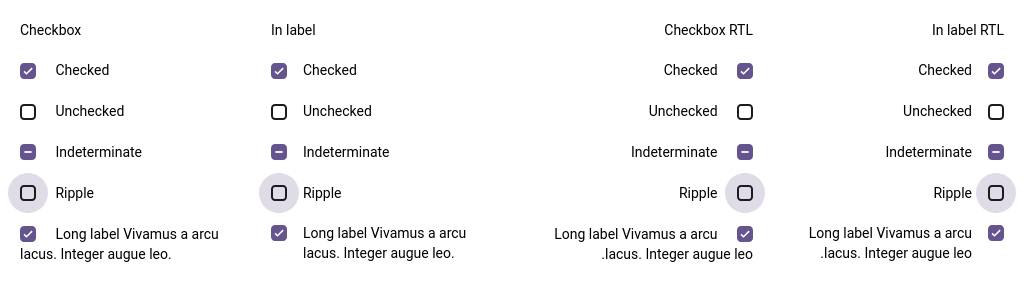 Checkbox
Checked
Unchecked
Indeterminate
Ripple
Long label Vivamus a arcu
lacus. Integer augue leo.
In label
Checked
Unchecked
Indeterminate
Ripple
Long label Vivamus a arcu
lacus. Integer augue leo.
Checkbox RTL
Checked
Unchecked
Indeterminate
Ripple
Long label Vivamus a arcu
.lacus. Integer augue leo
In label RTL
Checked
Unchecked
Indeterminate
Ripple
Long label Vivamus a arcu
.lacus. Integer augue leo